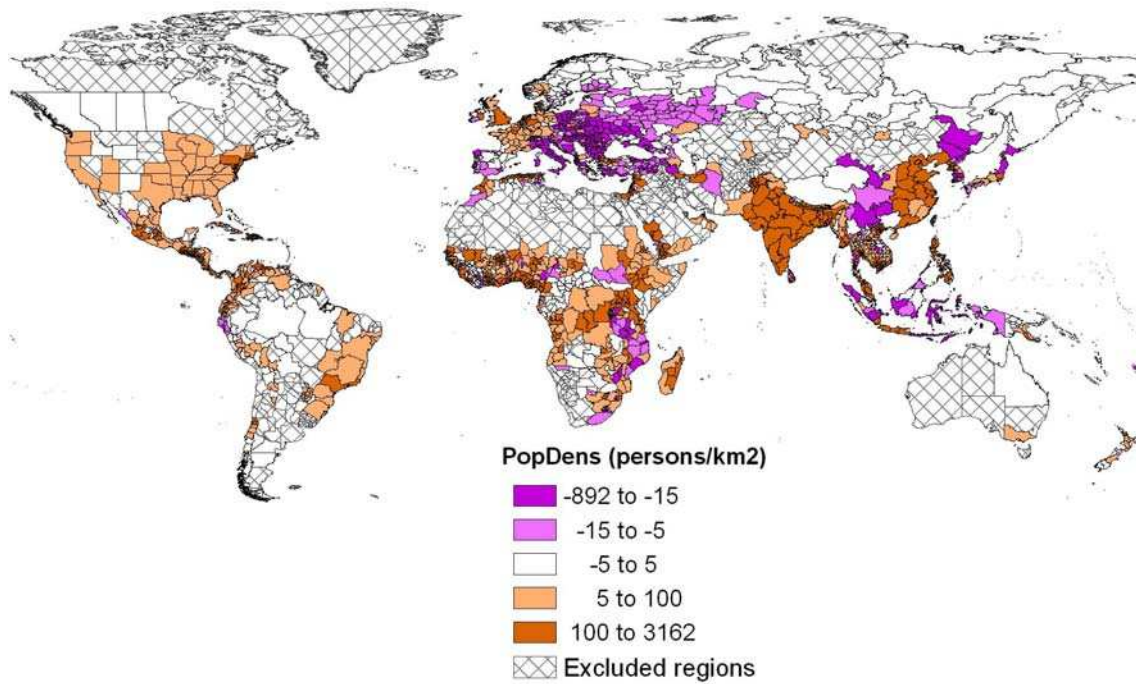 PopDens (persons/km2)
-892 to -15
-15 to -5
-5 to 5
5 to 100
100 to 3162
Excluded regions